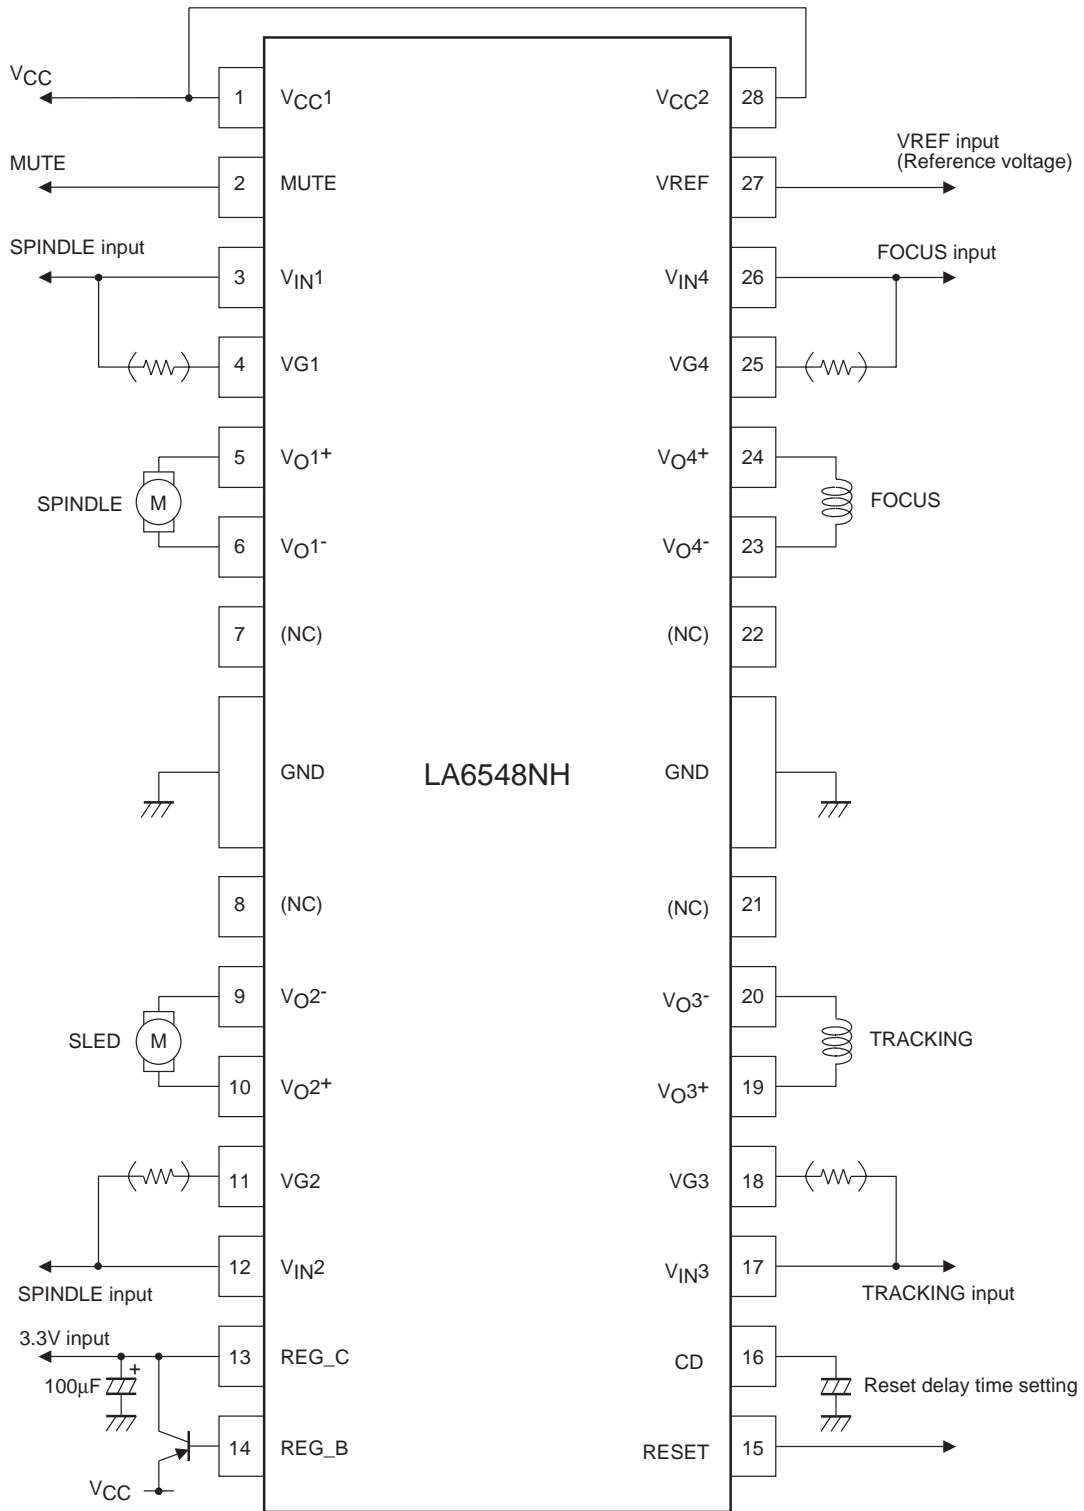 VCC
1 VCC1 VCC2 28
MUTE
2 MUTE VREF 27
VREF input
(Reference voltage)
SPINDLE input
3 VIN1 VIN4 26
FOCUS input
4 VG1 VG4 25
5 VO1+ VO4+ 24
SPINDLE M FOCUS
6 VO1- VO4- 23
7 (NC) (NC) 22
GND LA6548NH GND
8 (NC) (NC) 21
9 VO2- VO3- 20
SLED M TRACKING
10 VO2+ VO3+ 19
11 VG2 VG3 18
12 VIN2 VIN3 17
SPINDLE input TRACKING input
3.3V input
13 REG_C CD 16
+
100µF Reset delay time setting
14 REG_B RESET 15
VCC